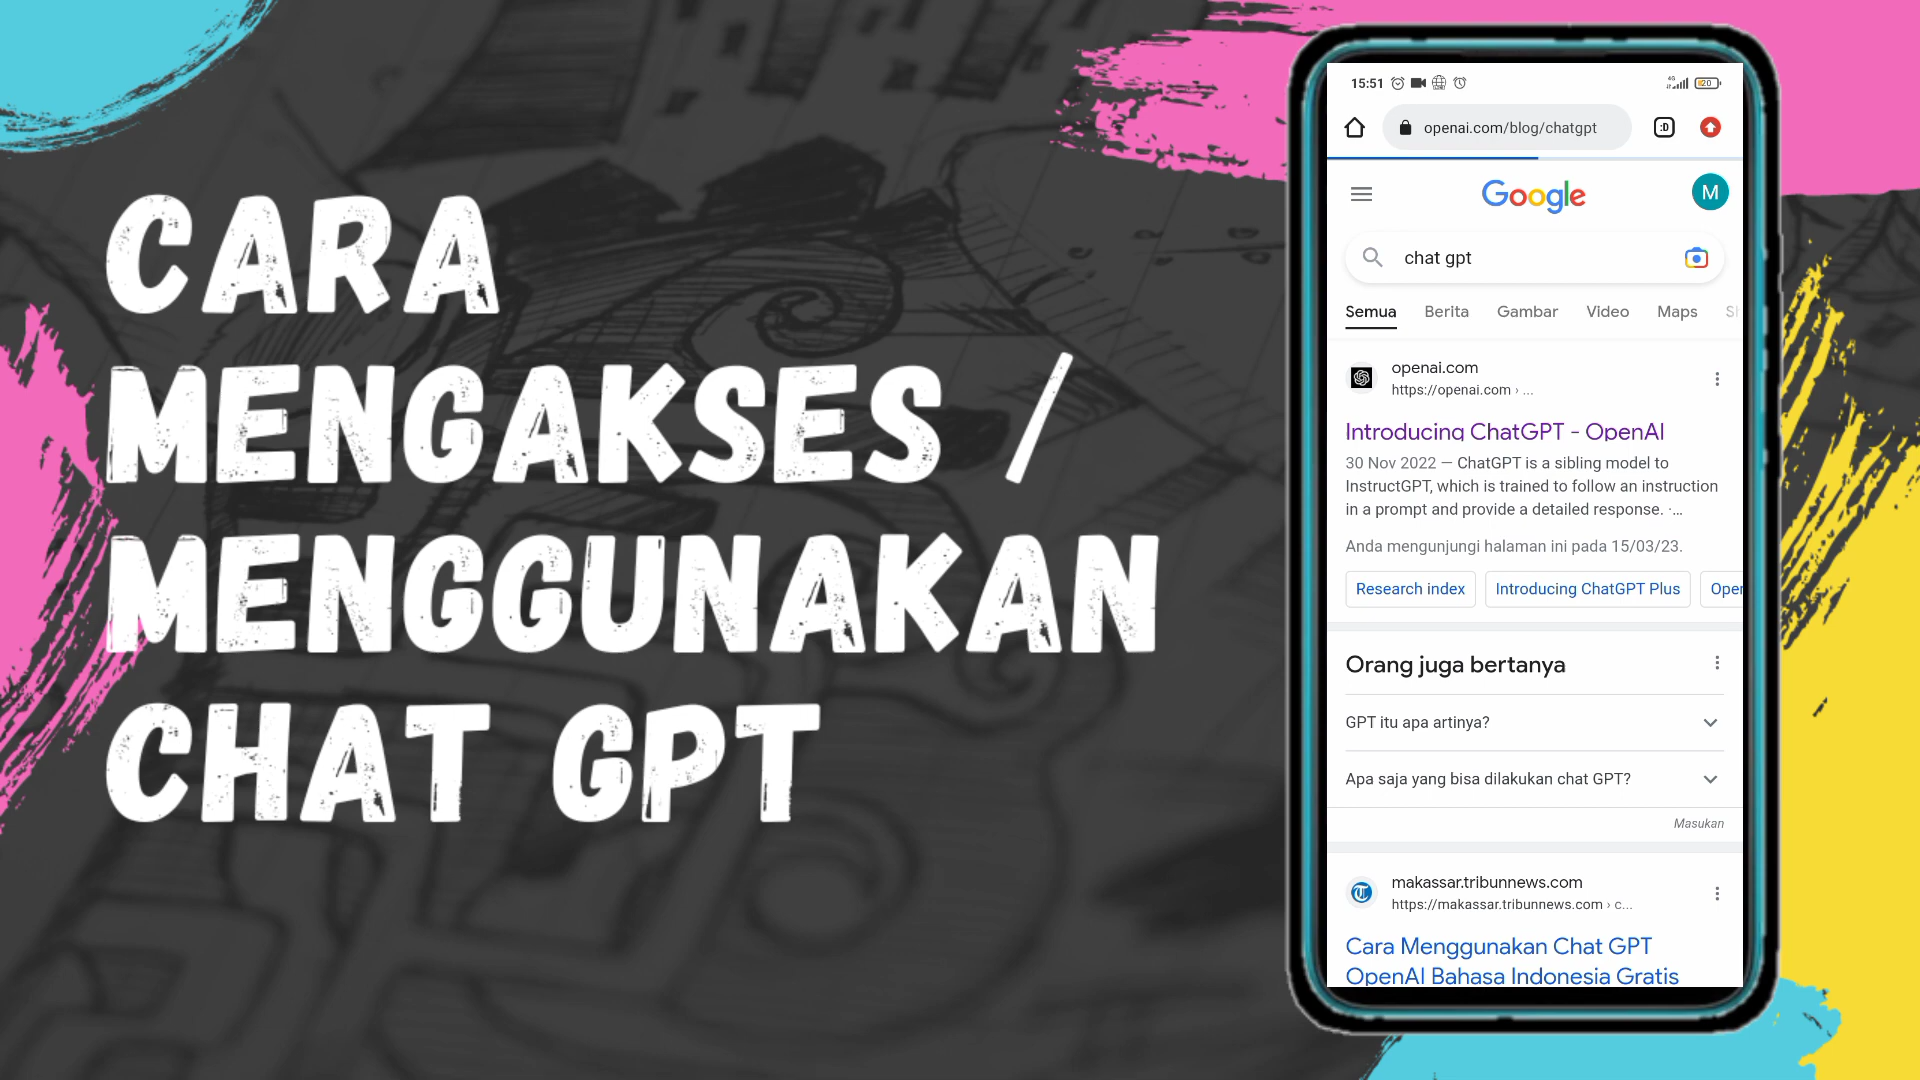 CARA
MENGAKSES /
MENGGUNAKAN
CHAT GPT
15:51
4G
20
openai.com/blog/chatgpt
:D
Google
M
chat gpt
Semua Berita Gambar Video Maps
openai.com
https://openai.com › ...
Introducing ChatGPT - OpenAI
30 Nov 2022 — ChatGPT is a sibling model to
InstructGPT, which is trained to follow an instruction
in a prompt and provide a detailed response. ·...
Anda mengunjungi halaman ini pada 15/03/23.
Research index Introducing ChatGPT Plus
Orang juga bertanya
GPT itu apa artinya?
Apa saja yang bisa dilakukan chat GPT?
Masukan
makassar.tribunnews.com
https://makassar.tribunnews.com › c...
Cara Menggunakan Chat GPT
OpenAI Bahasa Indonesia Gratis